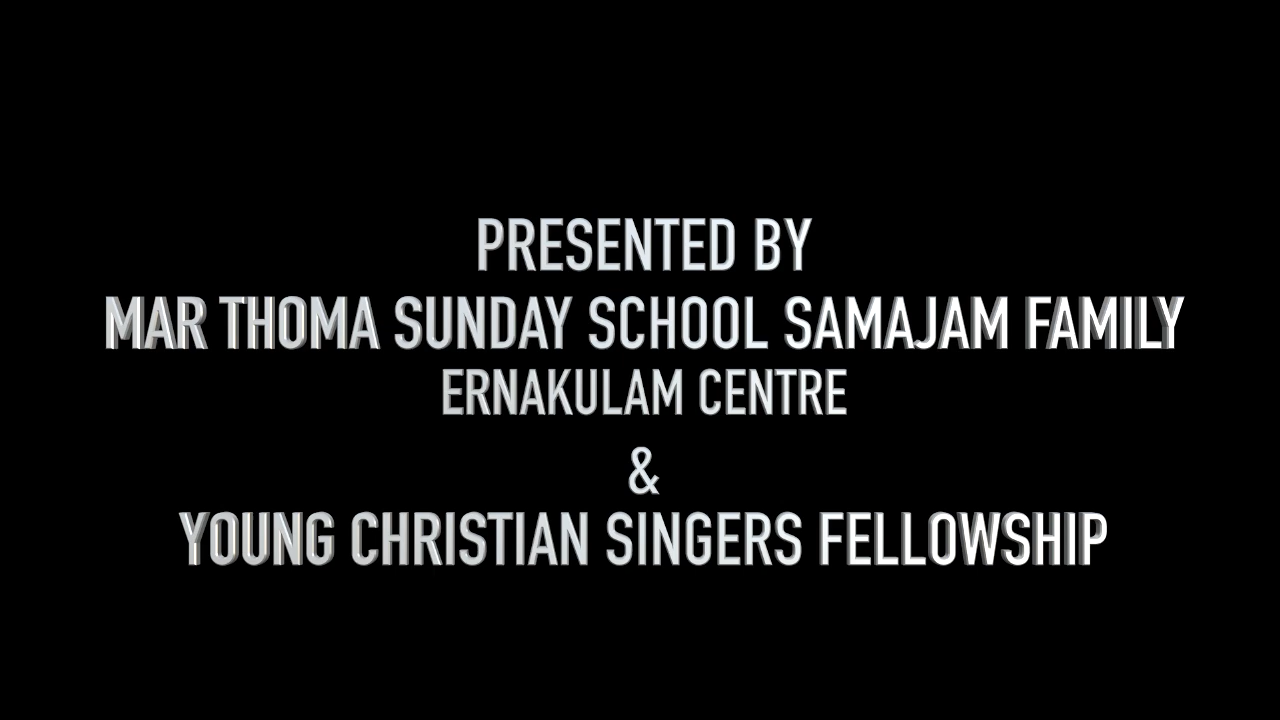 PRESENTED BY
MAR THOMA SUNDAY SCHOOL SAMAJAM FAMILY
ERNAKULAM CENTRE
&
YOUNG CHRISTIAN SINGERS FELLOWSHIP